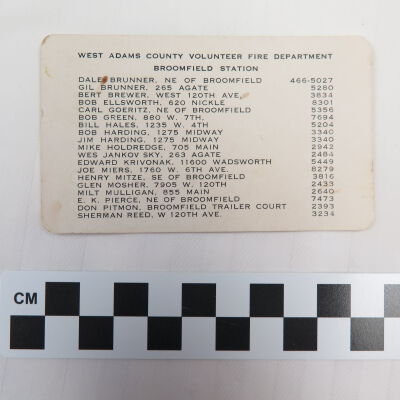 WEST ADAMS COUNTY VOLUNTEER FIRE DEPARTMENT
BROOMFIELD STATION
DALE BRUNNER, NE OF BROOMFIELD 466-5027
GIL BRUNNER, 265 AGATE 5280
BERT BREWER, WEST 120TH AVE, 3834
BOB ELLSWORTH, 620 NICKLE 8301
CARL GOERITZ, NE OF BROOMFIELD 5356
BOB GREEN, 880 W. 7TH, 7694
BILL HALES, 1235 W. 4TH 5204
BOB HARDING, 1275 MIDWAY 3340
JIM HARDING, 1275 MIDWAY 3340
MIKE HOLDREDGE, 705 MAIN 2942
WES JANKOV SKY, 263 AGATE 2484
EDWARD KRIVONAK, 11600 WADSWORTH 5449
JOE MIERS, 1760 W. 6TH AVE. 8279
HENRY MITZE, SE OF BROOMFIELD 3816
GLEN MOSHER, 7905 W. 120TH 2433
MILT MULLIGAN, 855 MAIN 2640
E. K. PIERCE, NE OF BROOMFIELD 7473
DON PITMON, BROOMFIELD TRAILER COURT 2393
SHERMAN REED, W 120TH AVE. 3234
CM